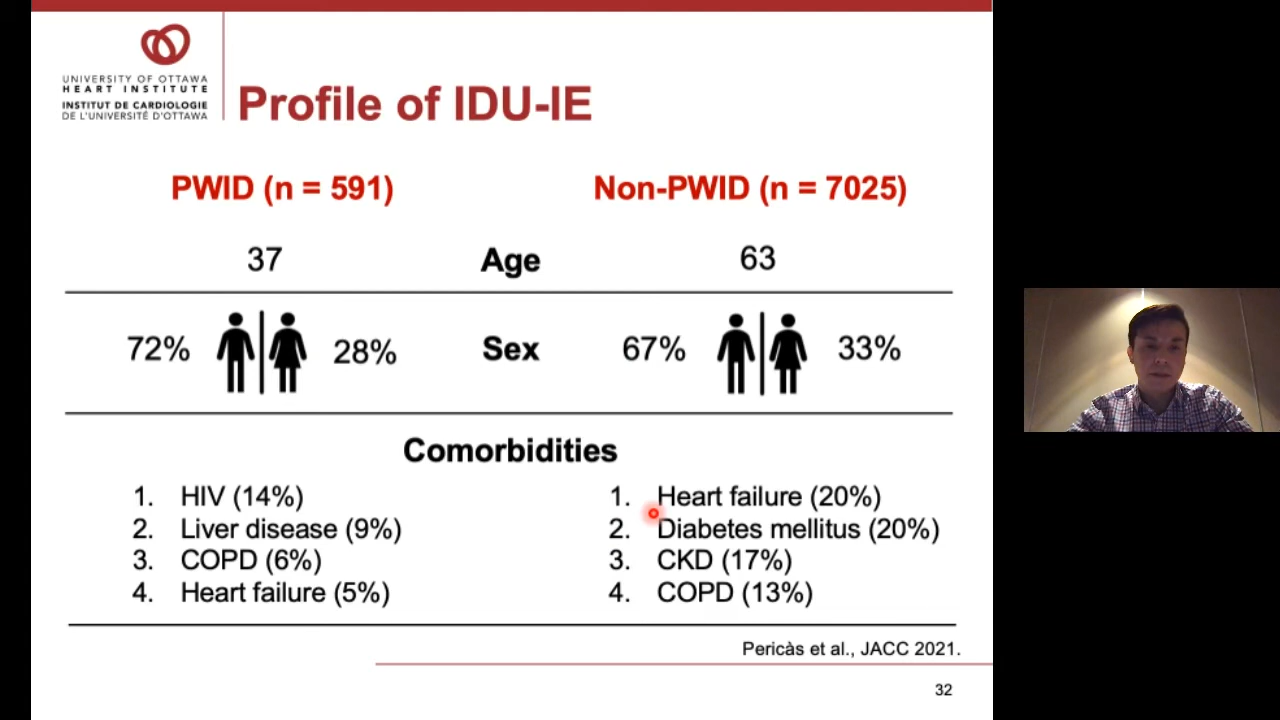 UNIVERSITY OF OTTAWA
HEART INSTITUTE
INSTITUT DE CARDIOLOGIE
DE L'UNIVERSITÉ D'OTTAWA
Profile of IDU-IE
PWID (n = 591)
Non-PWID (n = 7025)
37
Age
63
72%
28%
Sex
67%
33%
Comorbidities
1. HIV (14%)
2. Liver disease (9%)
3. COPD (6%)
4. Heart failure (5%)
1. Heart failure (20%)
2. Diabetes mellitus (20%)
3. CKD (17%)
4. COPD (13%)
Pericàs et al., JACC 2021.
32